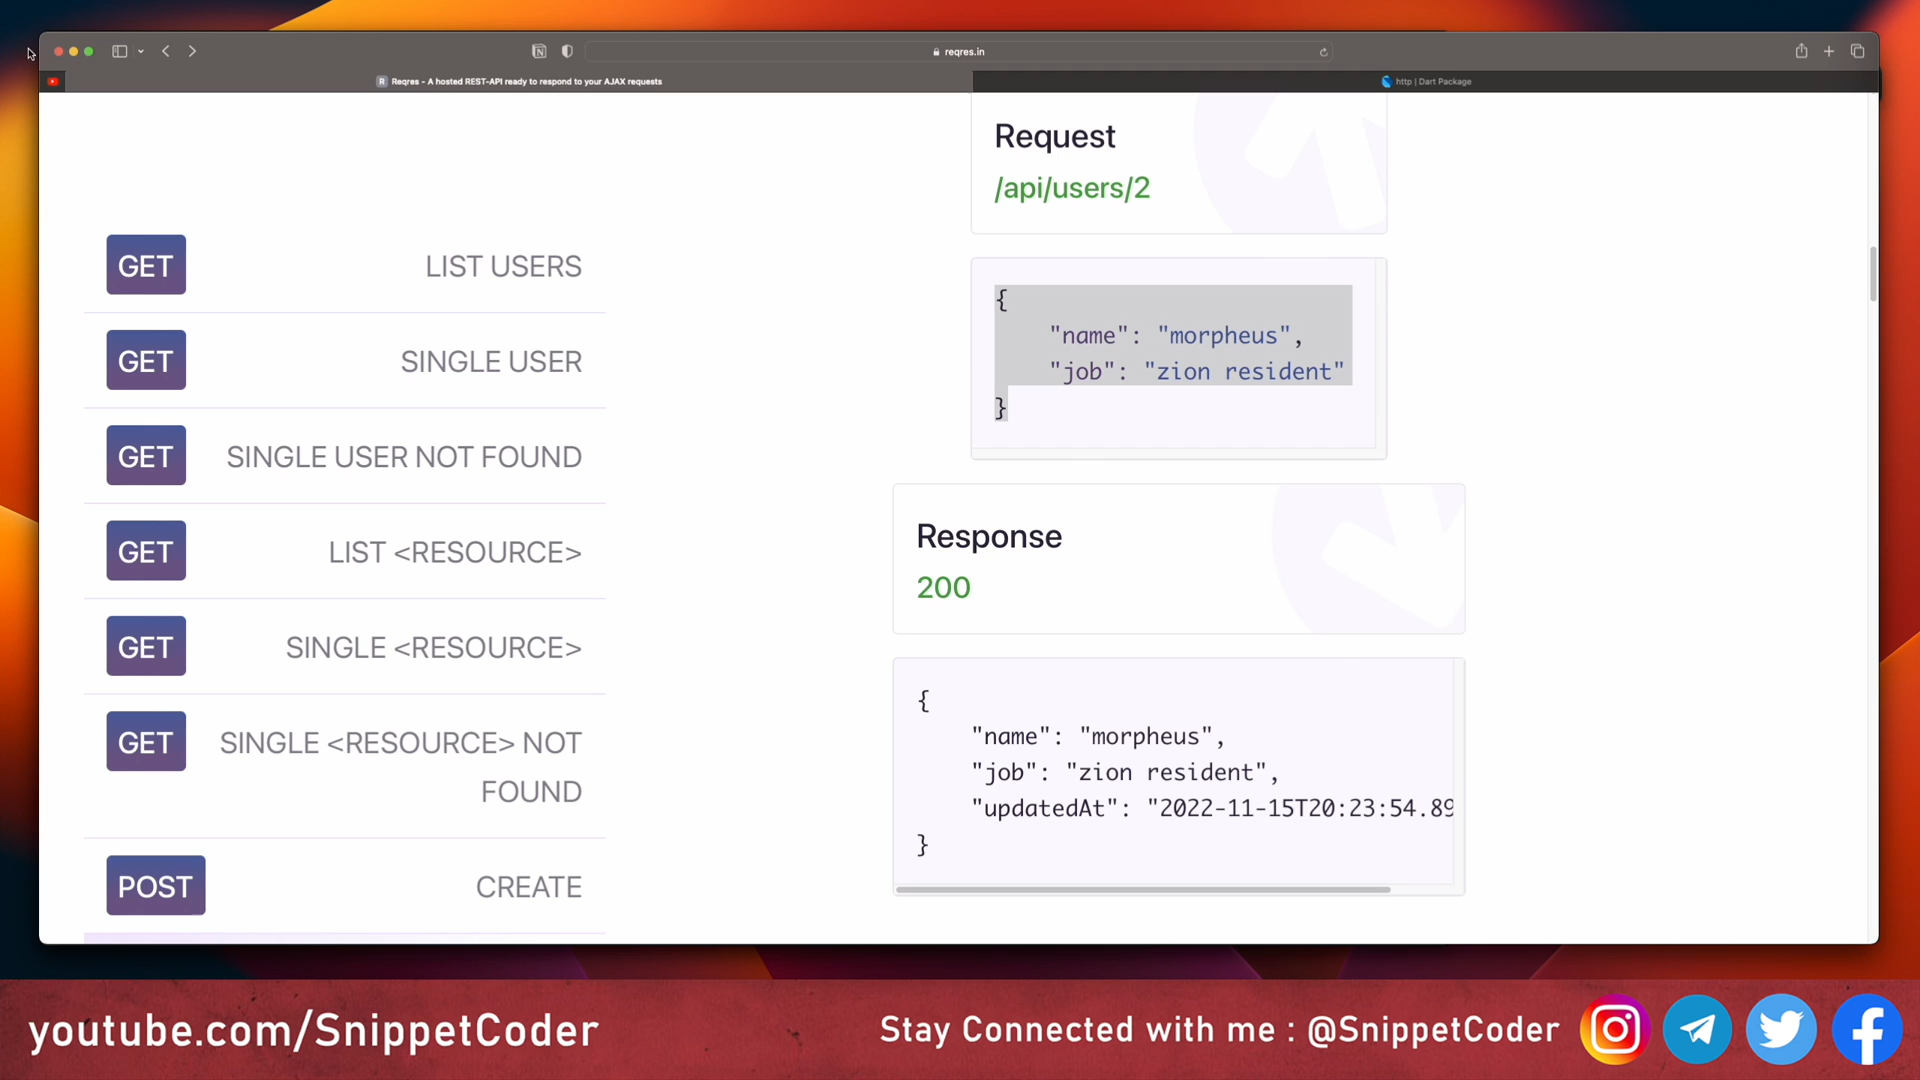 reqres.in
R Reqres - A hosted REST-API ready to respond to your AJAX requests
http | Dart Package
GET LIST USERS
GET SINGLE USER
GET SINGLE USER NOT FOUND
GET LIST <RESOURCE>
GET SINGLE <RESOURCE>
GET SINGLE <RESOURCE> NOT
FOUND
POST CREATE
Request
/api/users/2
{
"name": "morpheus",
"job": "zion resident"
}
Response
200
{
"name": "morpheus",
"job": "zion resident",
"updatedAt": "2022-11-15T20:23:54.89
}
youtube.com/SnippetCoder
Stay Connected with me : @SnippetCoder